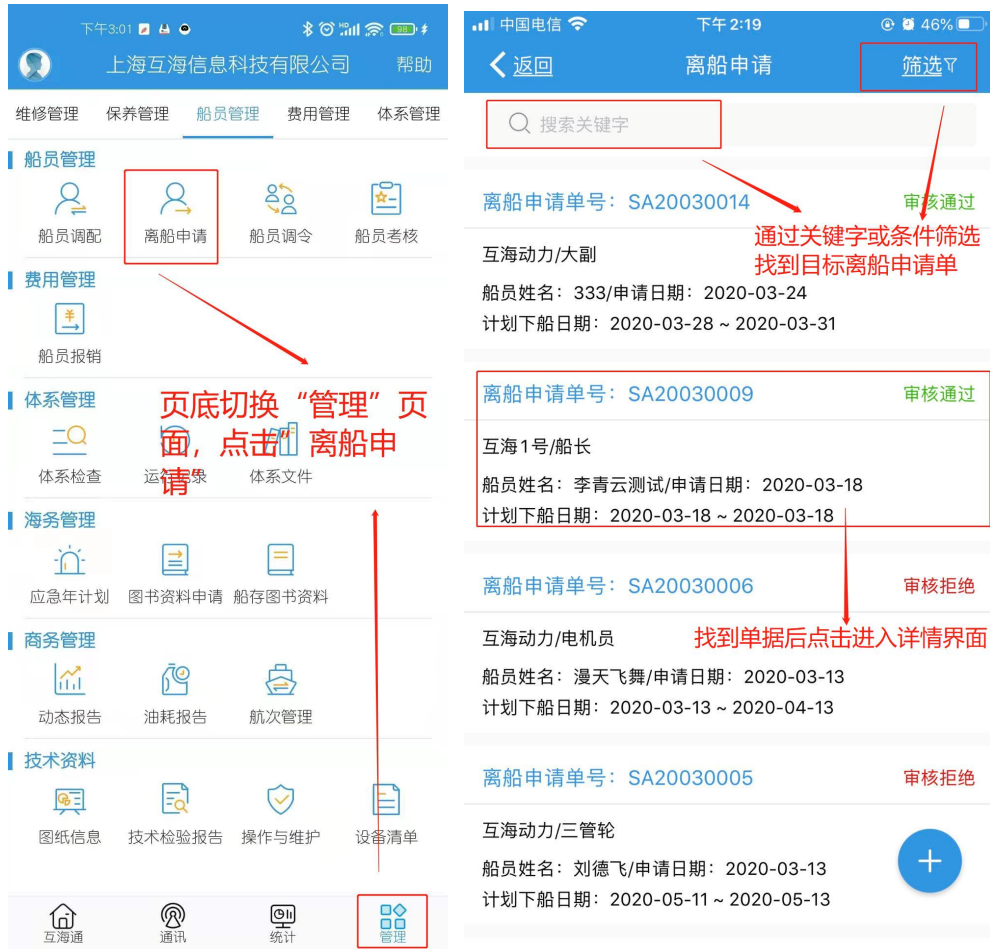 下午3:01
98
上海互海信息科技有限公司
帮助
维修管理 保养管理 船员管理 费用管理 体系管理
船员管理
船员调配 离船申请 船员调令 船员考核
费用管理
船员报销
体系管理
页底切换“管理”页
面，点击”离船申
请”
体系检查 体系文件
海务管理
应急年计划 图书资料申请 船存图书资料
商务管理
动态报告 油耗报告 航次管理
技术资料
图纸信息 技术检验报告 操作与维护 设备清单
互海通 通讯 统计 管理
中国电信 下午2:19 46%
返回 离船申请 筛选
搜索关键字
离船申请单号：SA20030014 审核通过
通过关键字或条件筛选
找到目标离船申请单
互海动力/大副
船员姓名：333/申请日期：2020-03-24
计划下船日期：2020-03-28 ~ 2020-03-31
离船申请单号：SA20030009 审核通过
互海1号/船长
船员姓名：李青云测试/申请日期：2020-03-18
计划下船日期：2020-03-18 ~ 2020-03-18
离船申请单号：SA20030006 审核拒绝
互海动力/电机员
找到单据后点击进入详情界面
船员姓名：漫天飞舞/申请日期：2020-03-13
计划下船日期：2020-03-13 ~ 2020-04-13
离船申请单号：SA20030005 审核拒绝
互海动力/三管轮
船员姓名：刘德飞/申请日期：2020-03-13
计划下船日期：2020-05-11 ~ 2020-05-13